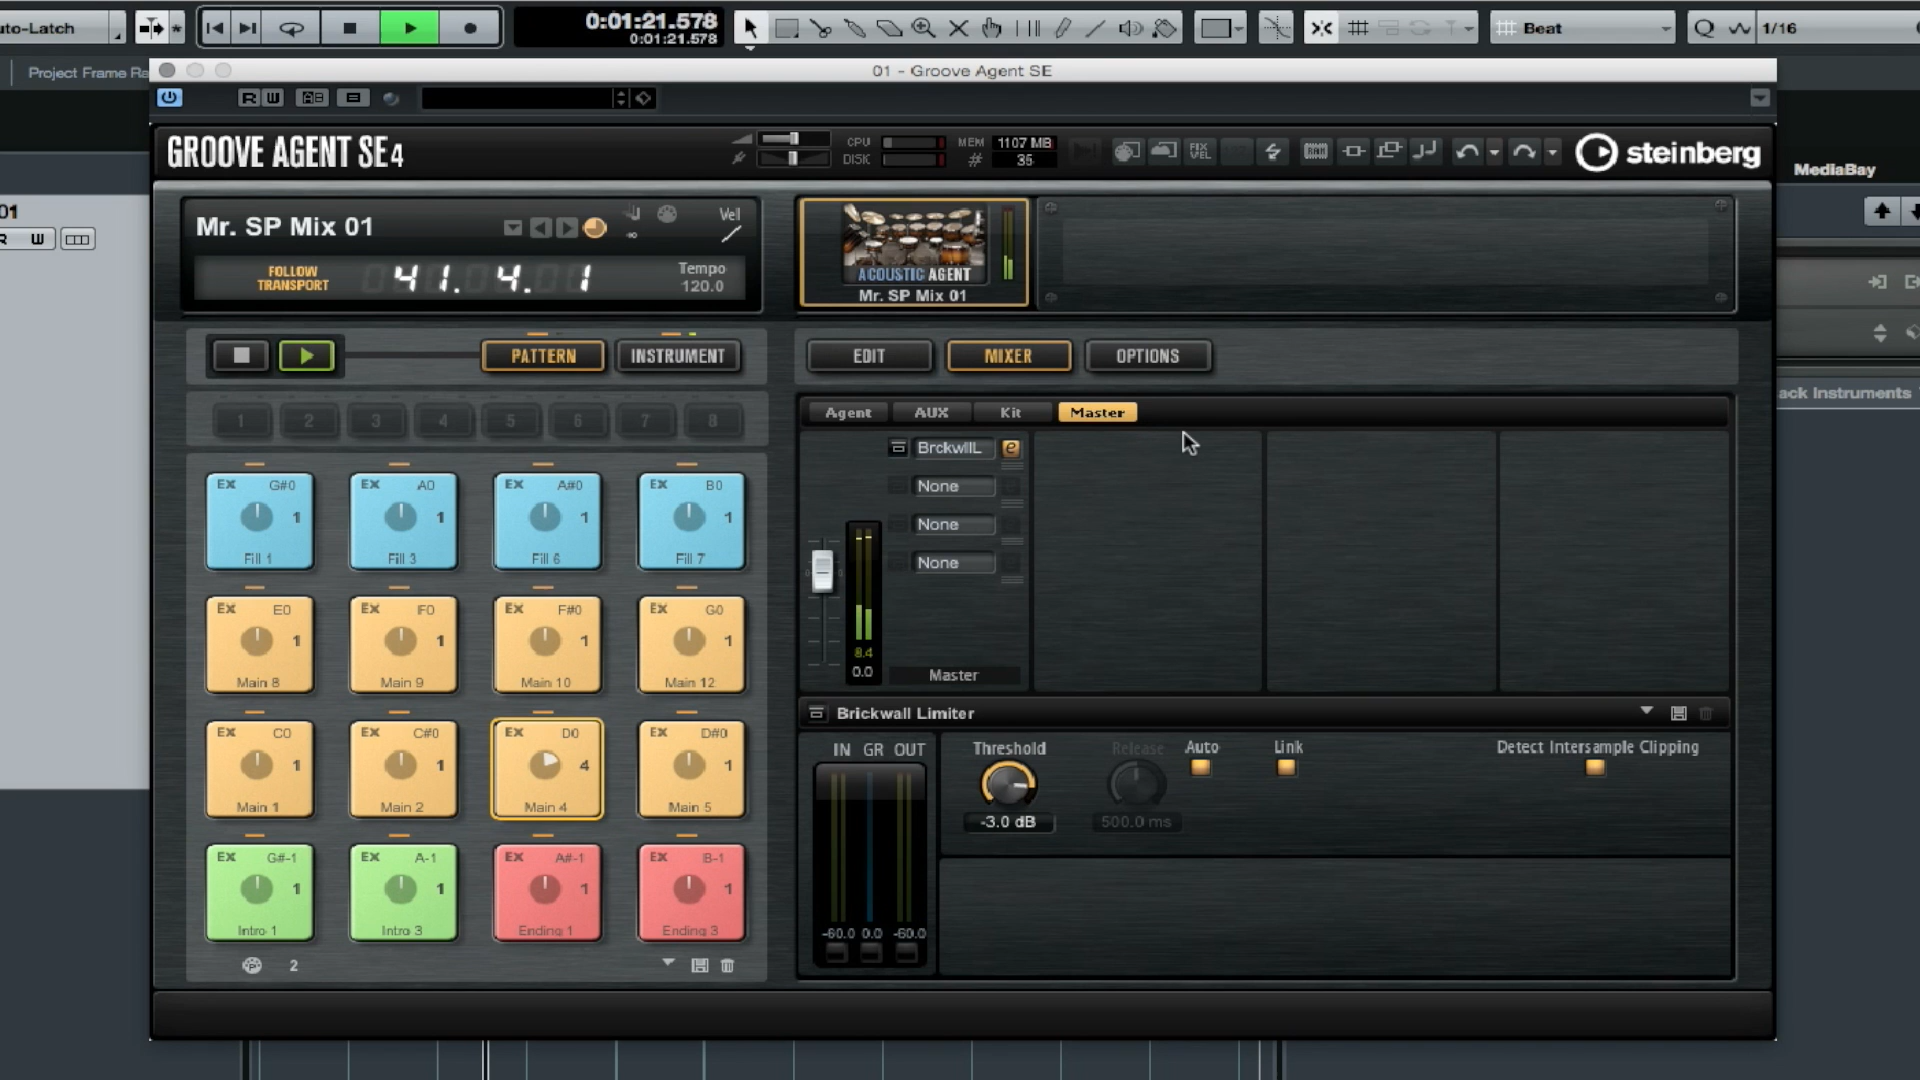 uto-Latch
0:01:21.578
0:01:21.578
Beat
1/16
Project Frame Ra
01 - Groove Agent SE
R W
GROOVE AGENT SE4
CPU
DISK
MEM 1107 MB
# 35
FIX VEL
steinberg
MediaBay
01
R W
Mr. SP Mix 01
Vel
FOLLOW TRANSPORT
41. 4. 1
Tempo
120.0
ACOUSTIC AGENT
Mr. SP Mix 01
PATTERN
INSTRUMENT
EDIT
MIXER
OPTIONS
ack Instruments
1 2 3 4 5 6 7 8
Agent
AUX
Kit
Master
BrckwllL
e
None
None
None
8.4
0.0
Master
EX G#0 1 Fill 1
EX A0 1 Fill 3
EX A#0 1 Fill 6
EX B0 1 Fill 7
EX E0 1 Main 8
EX F0 1 Main 9
EX F#0 1 Main 10
EX G0 1 Main 12
EX C0 1 Main 1
EX C#0 1 Main 2
EX D0 4 Main 4
EX D#0 1 Main 5
EX G#-1 1 Intro 1
EX A-1 1 Intro 3
EX A#-1 1 Ending 1
EX B-1 1 Ending 3
2
Brickwall Limiter
IN GR OUT
-60.0 0.0 -60.0
Threshold
-3.0 dB
Release
500.0 ms
Auto
Link
Detect Intersample Clipping